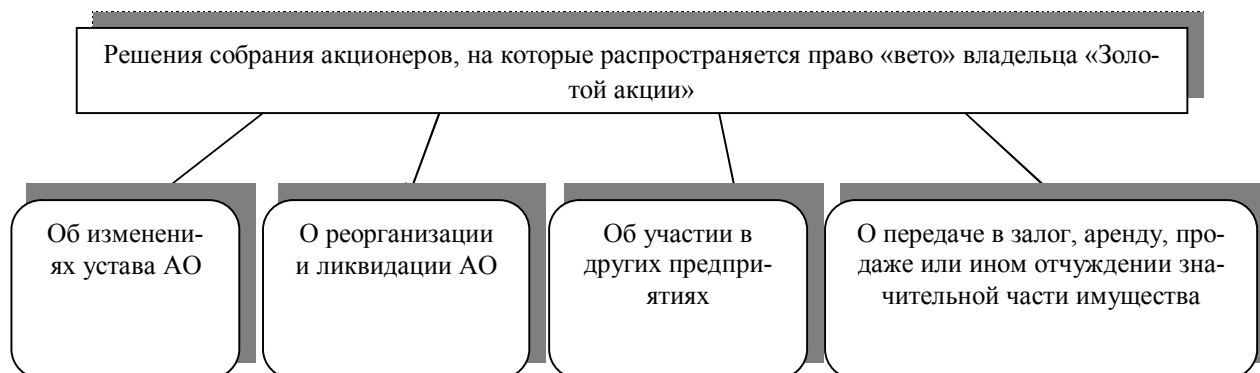 Решения собрания акционеров, на которые распространяется право «вето» владельца «Золо-
той акции»
Об изменени-
ях устава АО
О реорганизации
и ликвидации АО
Об участии в
других предпри-
ятиях
О передаче в залог, аренду, про-
даже или ином отчуждении зна-
чительной части имущества